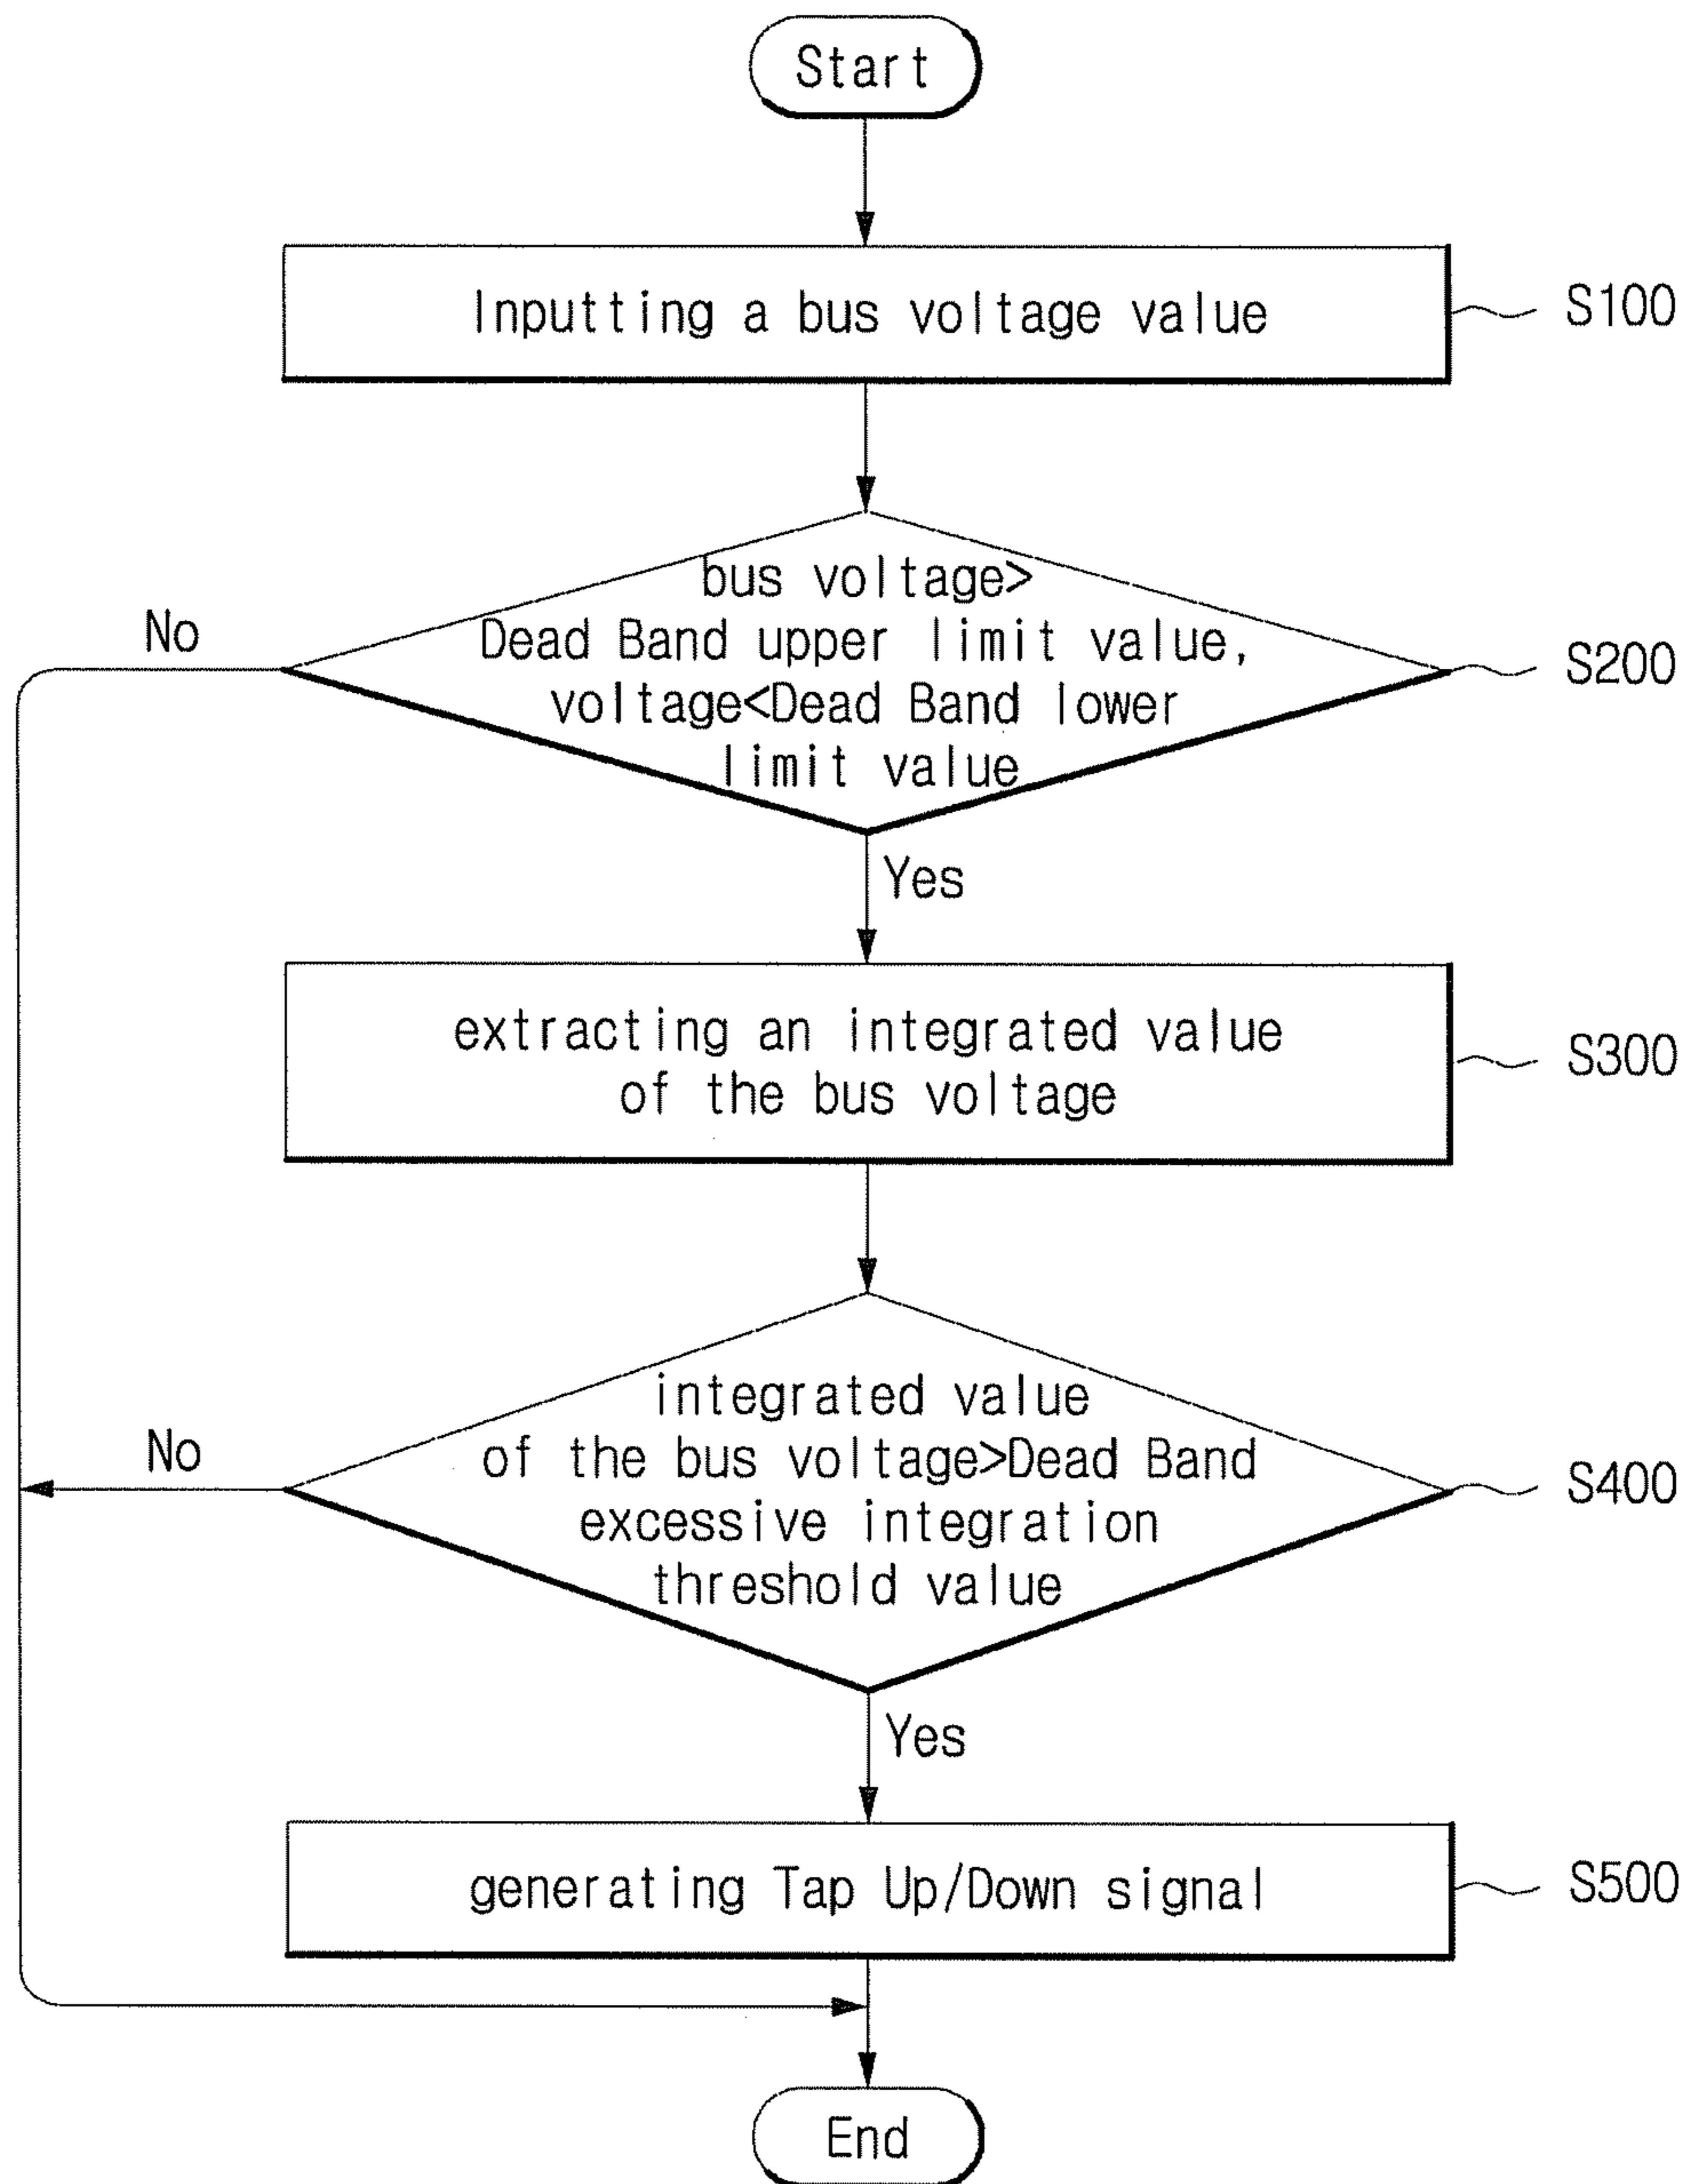 Start
Inputting a bus voltage value
S100
bus voltage>
Dead Band upper limit value,
voltage<Dead Band lower
limit value
No
S200
Yes
extracting an integrated value
of the bus voltage
S300
integrated value
of the bus voltage>Dead Band
excessive integration
threshold value
No
S400
Yes
generating Tap Up/Down signal
S500
End